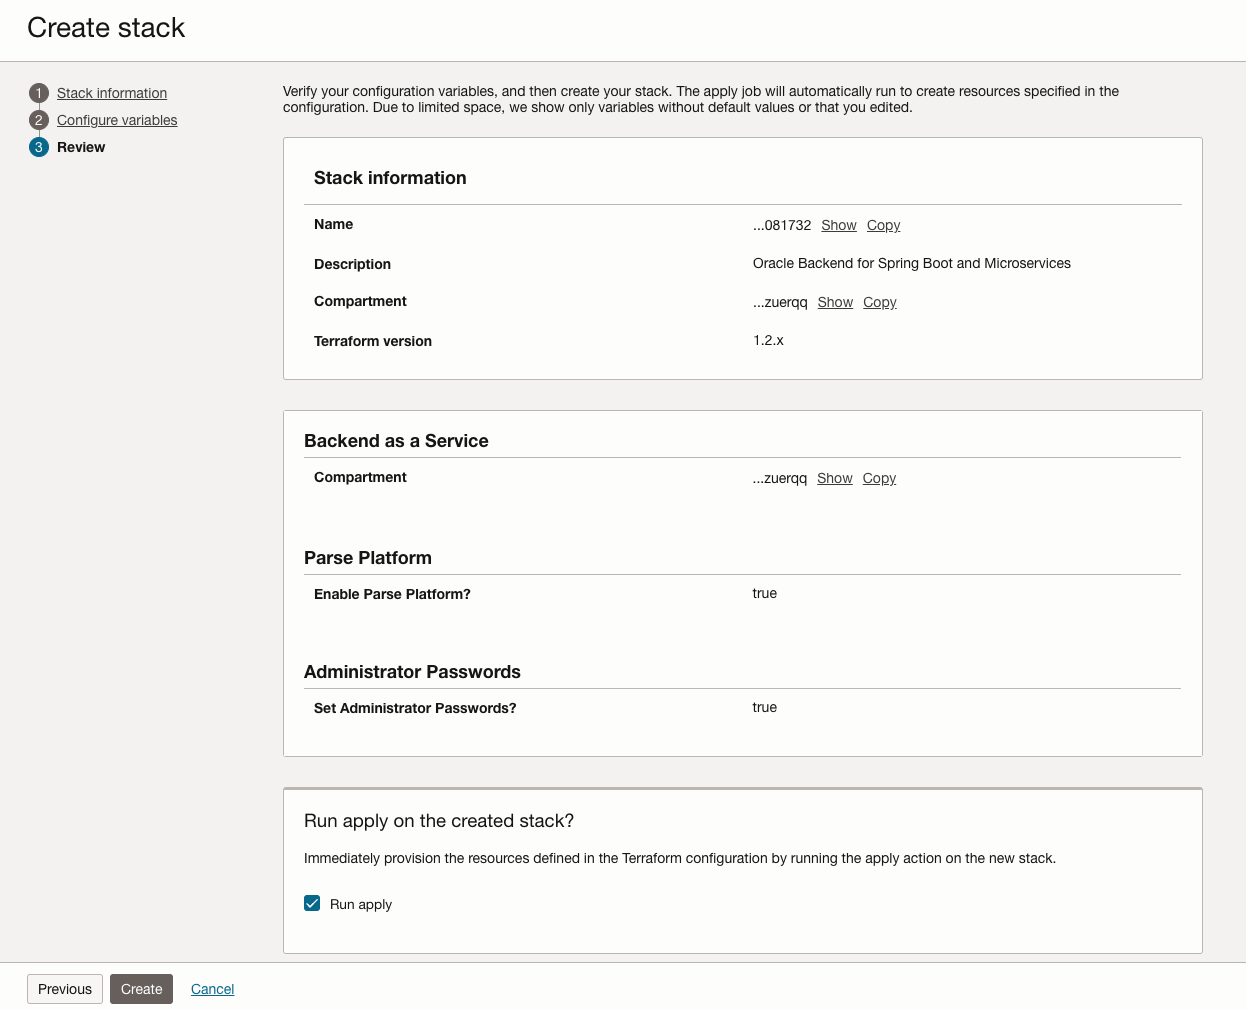 Create stack
1 Stack information
2 Configure variables
3 Review
Verify your configuration variables, and then create your stack. The apply job will automatically run to create resources specified in the
configuration. Due to limited space, we show only variables without default values or that you edited.
Stack information
Name ...081732 Show Copy
Description Oracle Backend for Spring Boot and Microservices
Compartment ...zuerqq Show Copy
Terraform version 1.2.x
Backend as a Service
Compartment ...zuerqq Show Copy
Parse Platform
Enable Parse Platform? true
Administrator Passwords
Set Administrator Passwords? true
Run apply on the created stack?
Immediately provision the resources defined in the Terraform configuration by running the apply action on the new stack.
Run apply
Previous Create Cancel